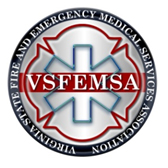 VIRGINIA STATE FIRE AND EMERGENCY MEDICAL SERVICES ASSOCIATION
VSFEMSA